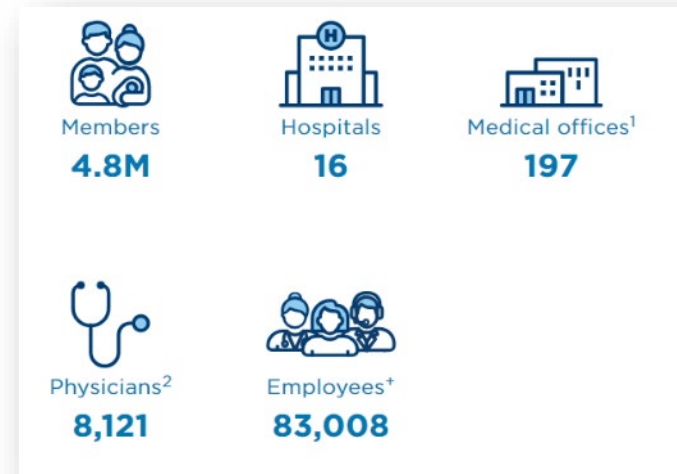 H
Members
4.8M
Hospitals
16
Medical offices¹
197
Physicians²
8,121
Employees⁺
83,008